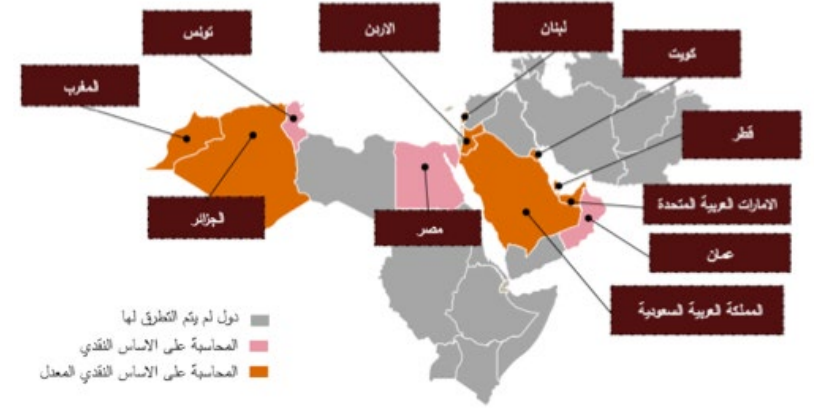 لبنان
تونس
الاردن
كويت
المغرب
قطر
الامارات العربية المتحدة
الجزائر
مصر
عمان
المملكة العربية السعودية
دول لم يتم التطرق لها
المحاسبة على الاساس النقدي
المحاسبة على الاساس النقدي المعدل